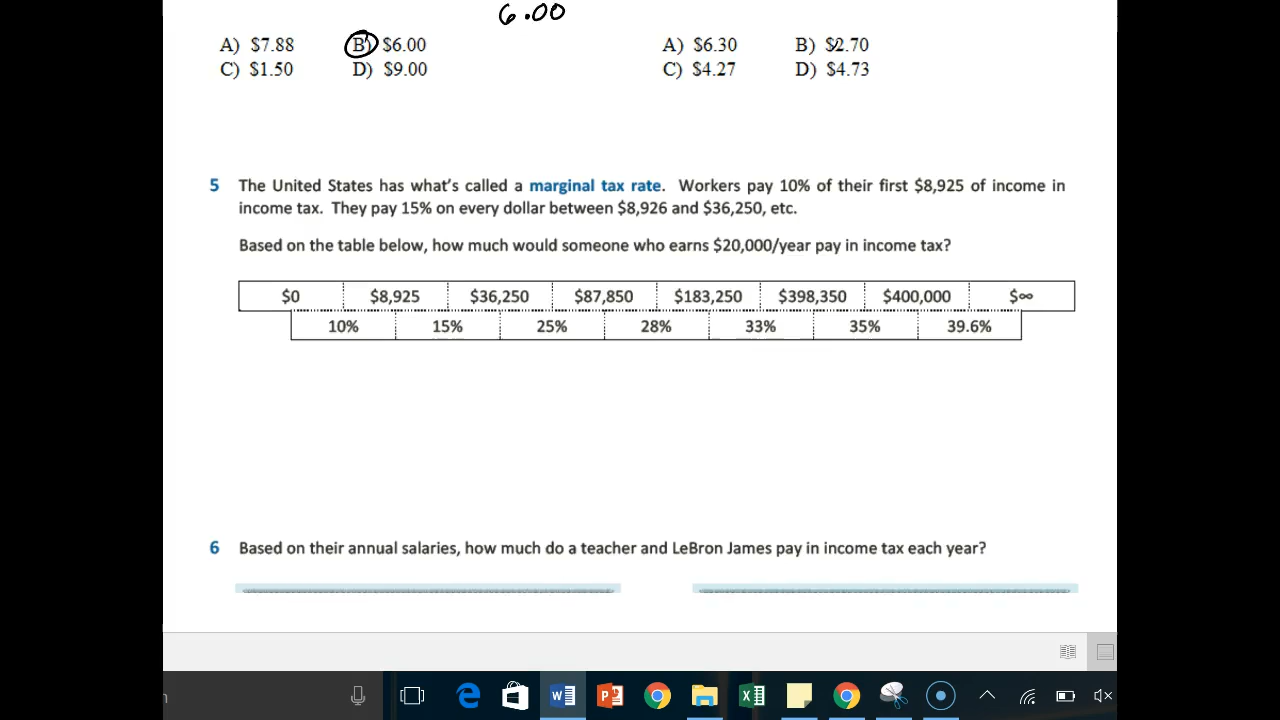 6.00
A) $7.88 B) $6.00 A) $6.30 B) $2.70
C) $1.50 D) $9.00 C) $4.27 D) $4.73
5 The United States has what's called a marginal tax rate. Workers pay 10% of their first $8,925 of income in
income tax. They pay 15% on every dollar between $8,926 and $36,250, etc.
Based on the table below, how much would someone who earns $20,000/year pay in income tax?
$0 $8,925 $36,250 $87,850 $183,250 $398,350 $400,000 $∞
10% 15% 25% 28% 33% 35% 39.6%
6 Based on their annual salaries, how much do a teacher and LeBron James pay in income tax each year?